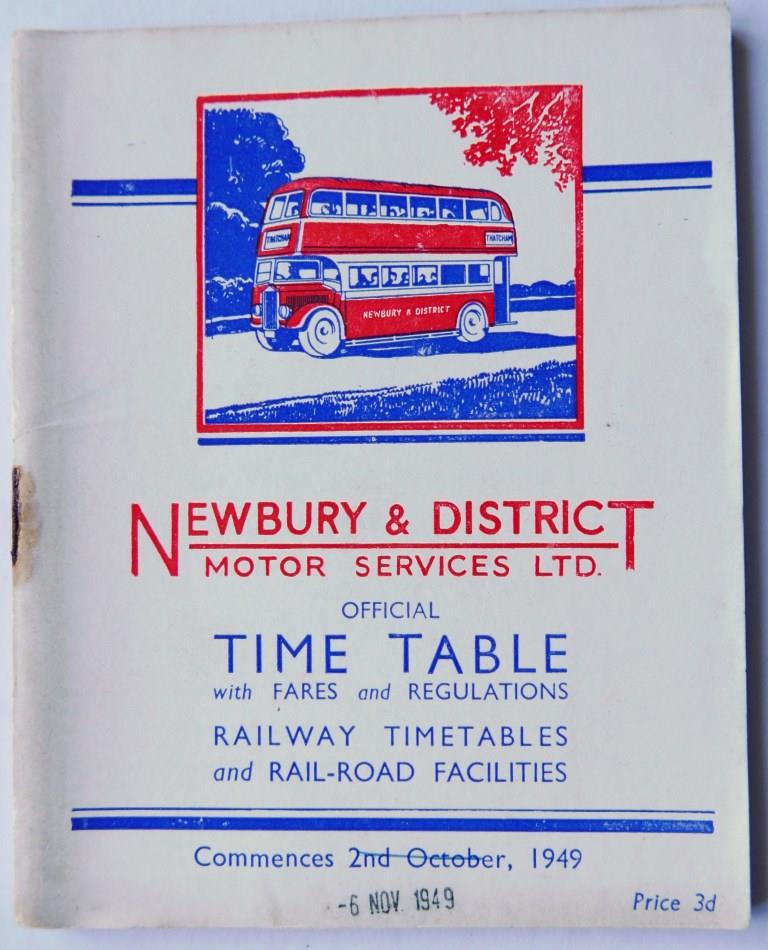 THATCHAM
THATCHAM
NEWBURY & DISTRICT
NEWBURY & DISTRICT
MOTOR SERVICES LTD.
OFFICIAL
TIME TABLE
with FARES and REGULATIONS
RAILWAY TIMETABLES
and RAIL-ROAD FACILITIES
Commences 2nd October, 1949
-6 NOV. 1949
Price 3d